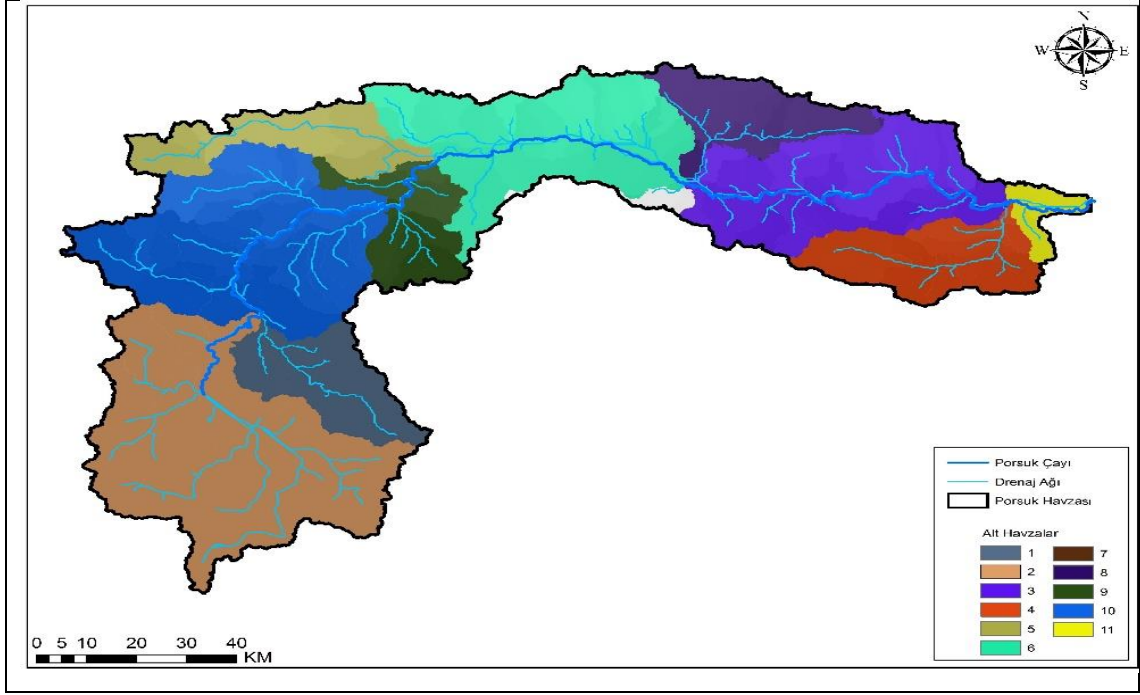 N
W E
S
Porsuk Çayı
Drenaj Ağı
Porsuk Havzası
Alt Havzalar
1 7
2 8
3 9
4 10
5 11
6
0 5 10 20 30 40
KM